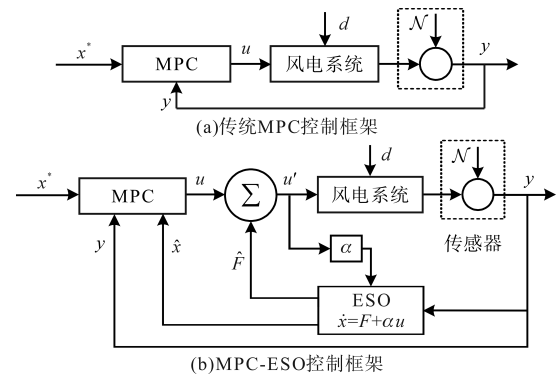 d
𝒩
x*
MPC
u
风电系统
y
y
(a)传统MPC控制框架
d
𝒩
x*
MPC
u
Σ
u′
风电系统
y
传感器
y
x̂
F̂
α
ESO
ẋ=F+αu
(b)MPC-ESO控制框架